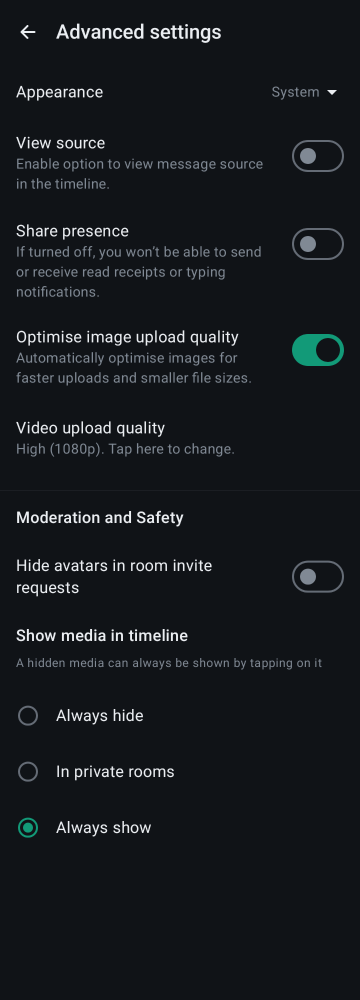 Advanced settings
Appearance
System
View source
Enable option to view message source
in the timeline.
Share presence
If turned off, you won't be able to send
or receive read receipts or typing
notifications.
Optimise image upload quality
Automatically optimise images for
faster uploads and smaller file sizes.
Video upload quality
High (1080p). Tap here to change.
Moderation and Safety
Hide avatars in room invite
requests
Show media in timeline
A hidden media can always be shown by tapping on it
Always hide
In private rooms
Always show